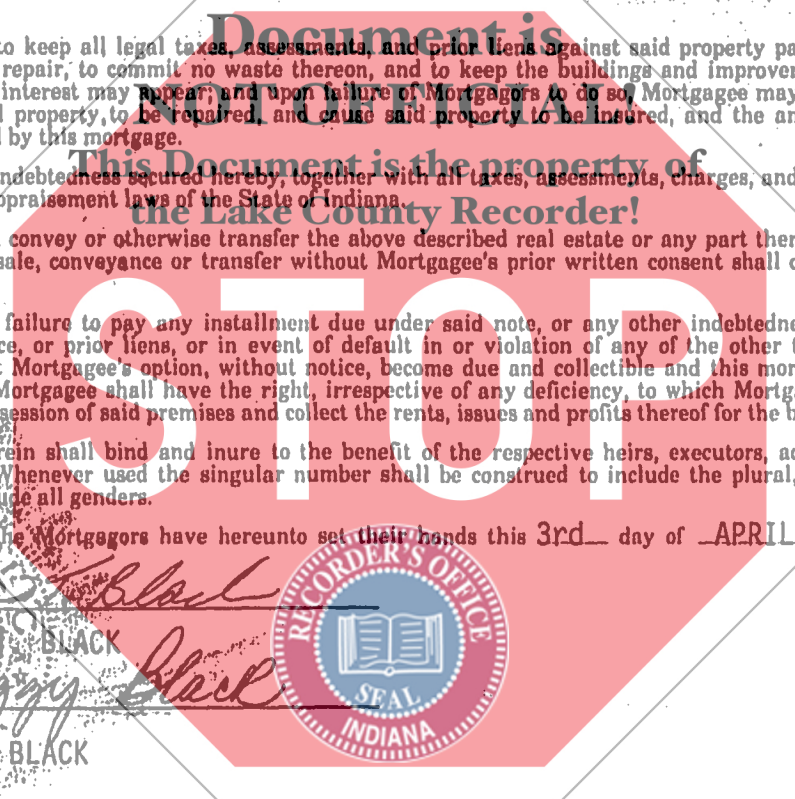 Document is
to keep all legal taxes, assessments, and prior liens against said property pa
repair, to commit no waste thereon, and to keep the buildings and improver
NOT OFFICIAL!
interest may appear; and upon failure of Mortgagors to do so, Mortgagee may
property to be repaired, and cause said property to be insured, and the am
by this mortgage.
This Document is the property of
ndebtedness secured hereby, together with all taxes, assessments, charges, and
ppraisement laws of the State of Indiana.
the Lake County Recorder!
convey or otherwise transfer the above described real estate or any part ther
sale, conveyance or transfer without Mortgagee's prior written consent shall c
STOP
failure to pay any installment due under said note, or any other indebtedne
ce, or prior liens, or in event of default in or violation of any of the other t
Mortgagee's option, without notice, become due and collectible and this mor
Mortgagee shall have the right, irrespective of any deficiency, to which Mortga
session of said premises and collect the rents, issues and profits thereof for the b
rein shall bind and inure to the benefit of the respective heirs, executors, ad
Whenever used the singular number shall be construed to include the plural,
ude all genders.
he Mortgagors have hereunto set their hands this 3rd day of APRIL
Black
BLACK
Black
BLACK
RECORDER'S OFFICE
SEAL
INDIANA